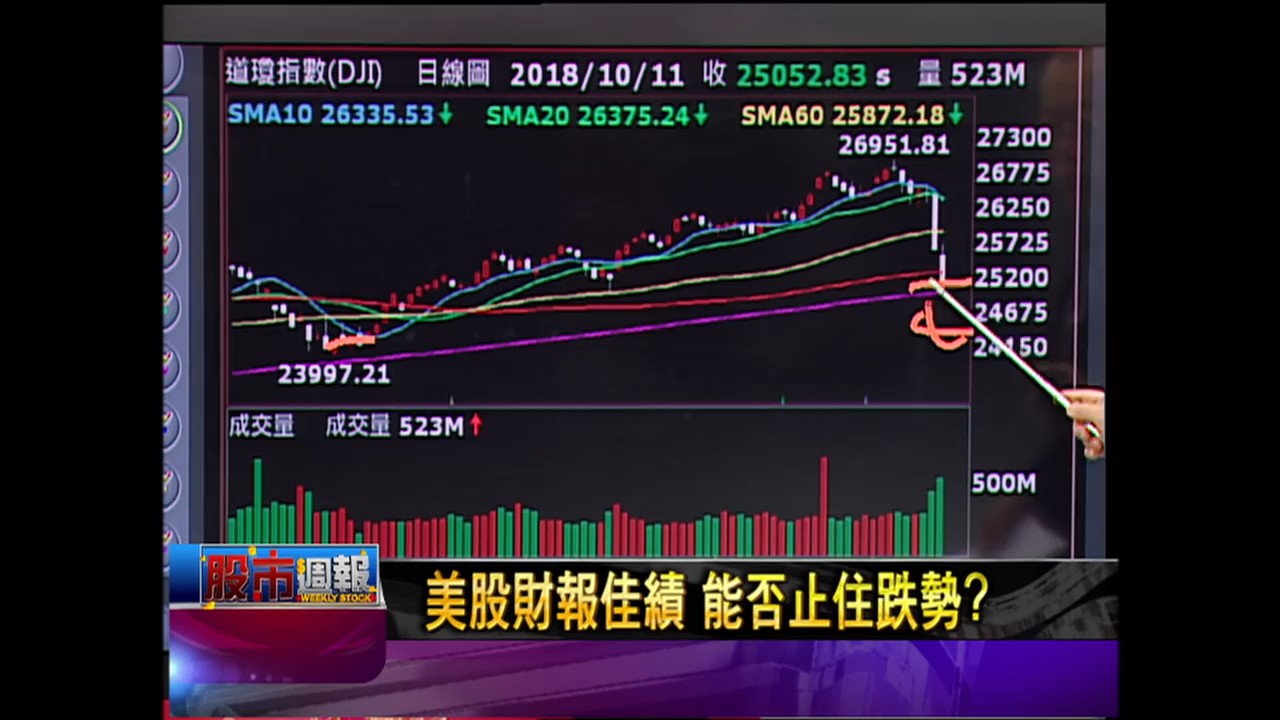 道瓊指數(DJI) 日線圖 2018/10/11 收 25052.83 s 量 523M
SMA10 26335.53↓ SMA20 26375.24↓ SMA60 25872.18↓
26951.81
27300
26775
26250
25725
25200
24675
24150
23997.21
成交量 成交量 523M↑
500M
股市週報
WEEKLY STOCK
美股財報佳績 能否止住跌勢?